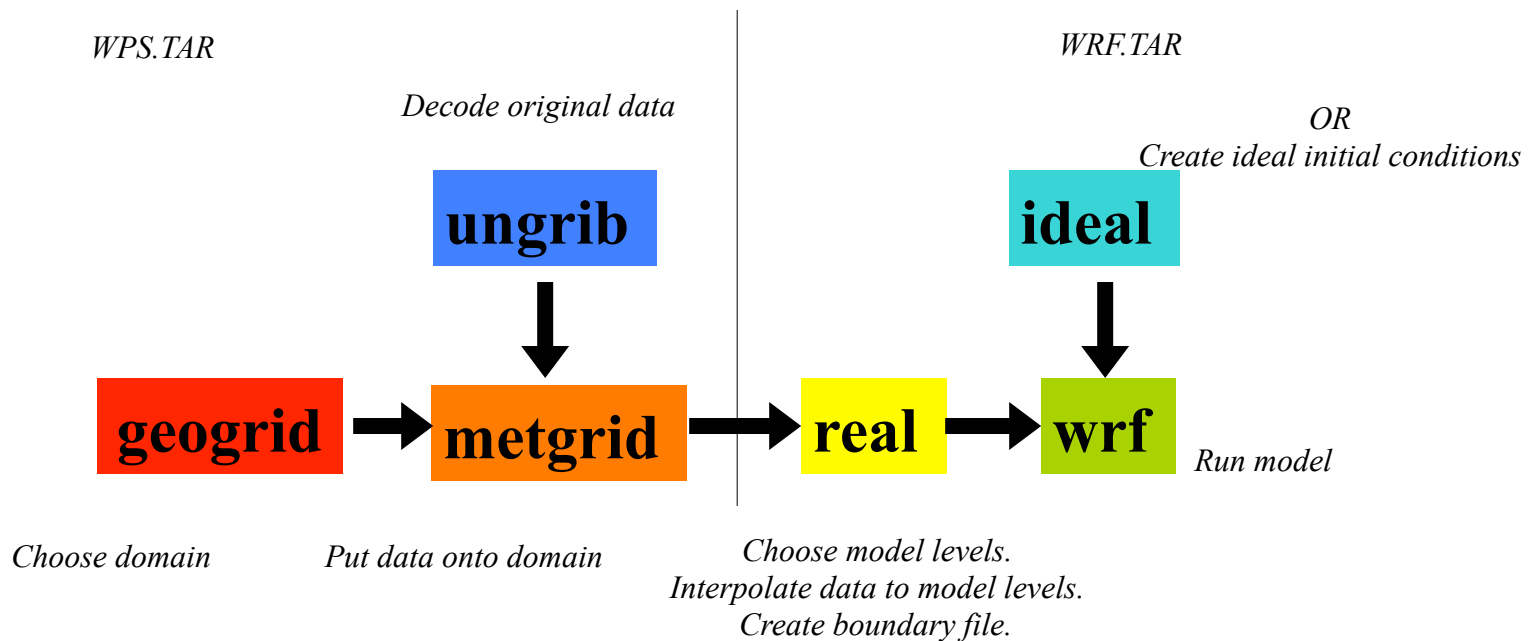 WPS.TAR
WRF.TAR
Decode original data
OR
Create ideal initial conditions
ungrib
ideal
geogrid
metgrid
real
wrf
Run model
Choose domain
Put data onto domain
Choose model levels.
Interpolate data to model levels.
Create boundary file.